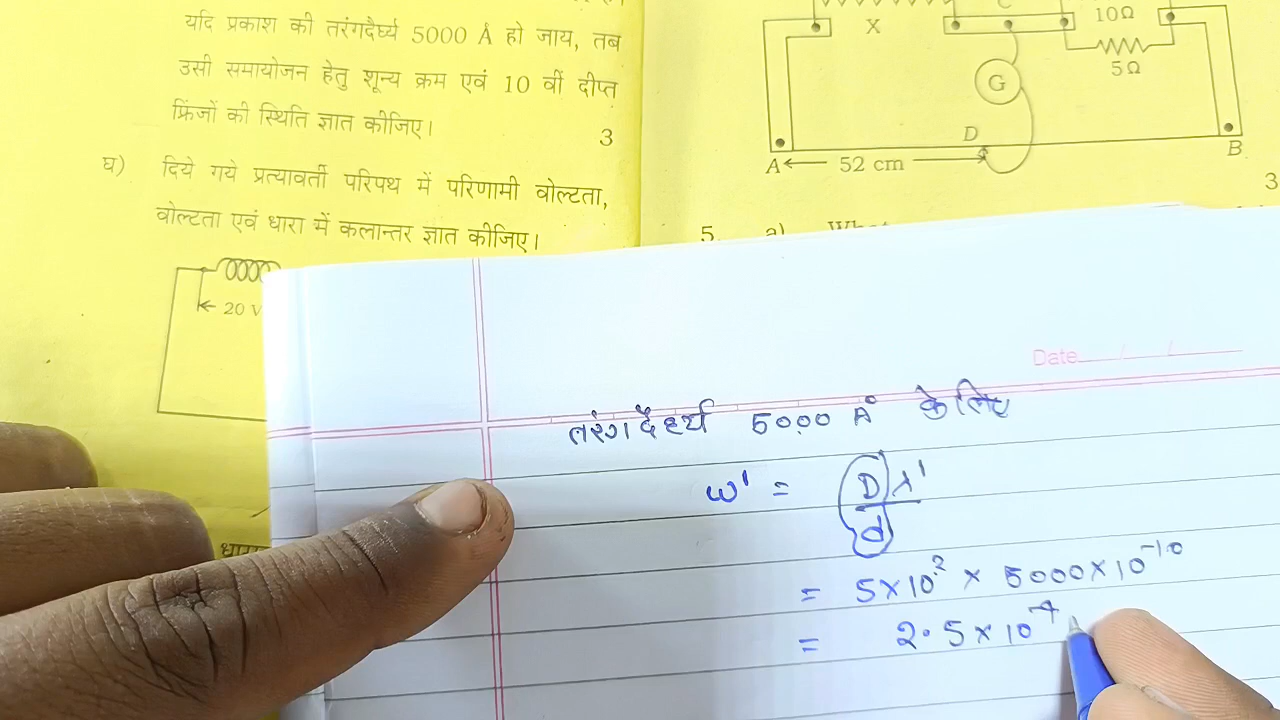 यदि प्रकाश की तरंगदैर्घ्य 5000 Å हो जाय, तब
उसी समायोजन हेतु शून्य क्रम एवं 10 वीं दीप्त
फ्रिंजों की स्थिति ज्ञात कीजिए।
3
घ) दिये गये प्रत्यावर्ती परिपथ में परिणामी वोल्टता,
वोल्टता एवं धारा में कलान्तर ज्ञात कीजिए।
20 V
X
10Ω
5Ω
G
D
A
52 cm
B
3
5. a)
Date
तरंगदैर्ध्य 5000 A° के लिए
ω' = D λ'
d
= 5×10² × 5000×10⁻¹⁰
= 2.5×10⁻⁴